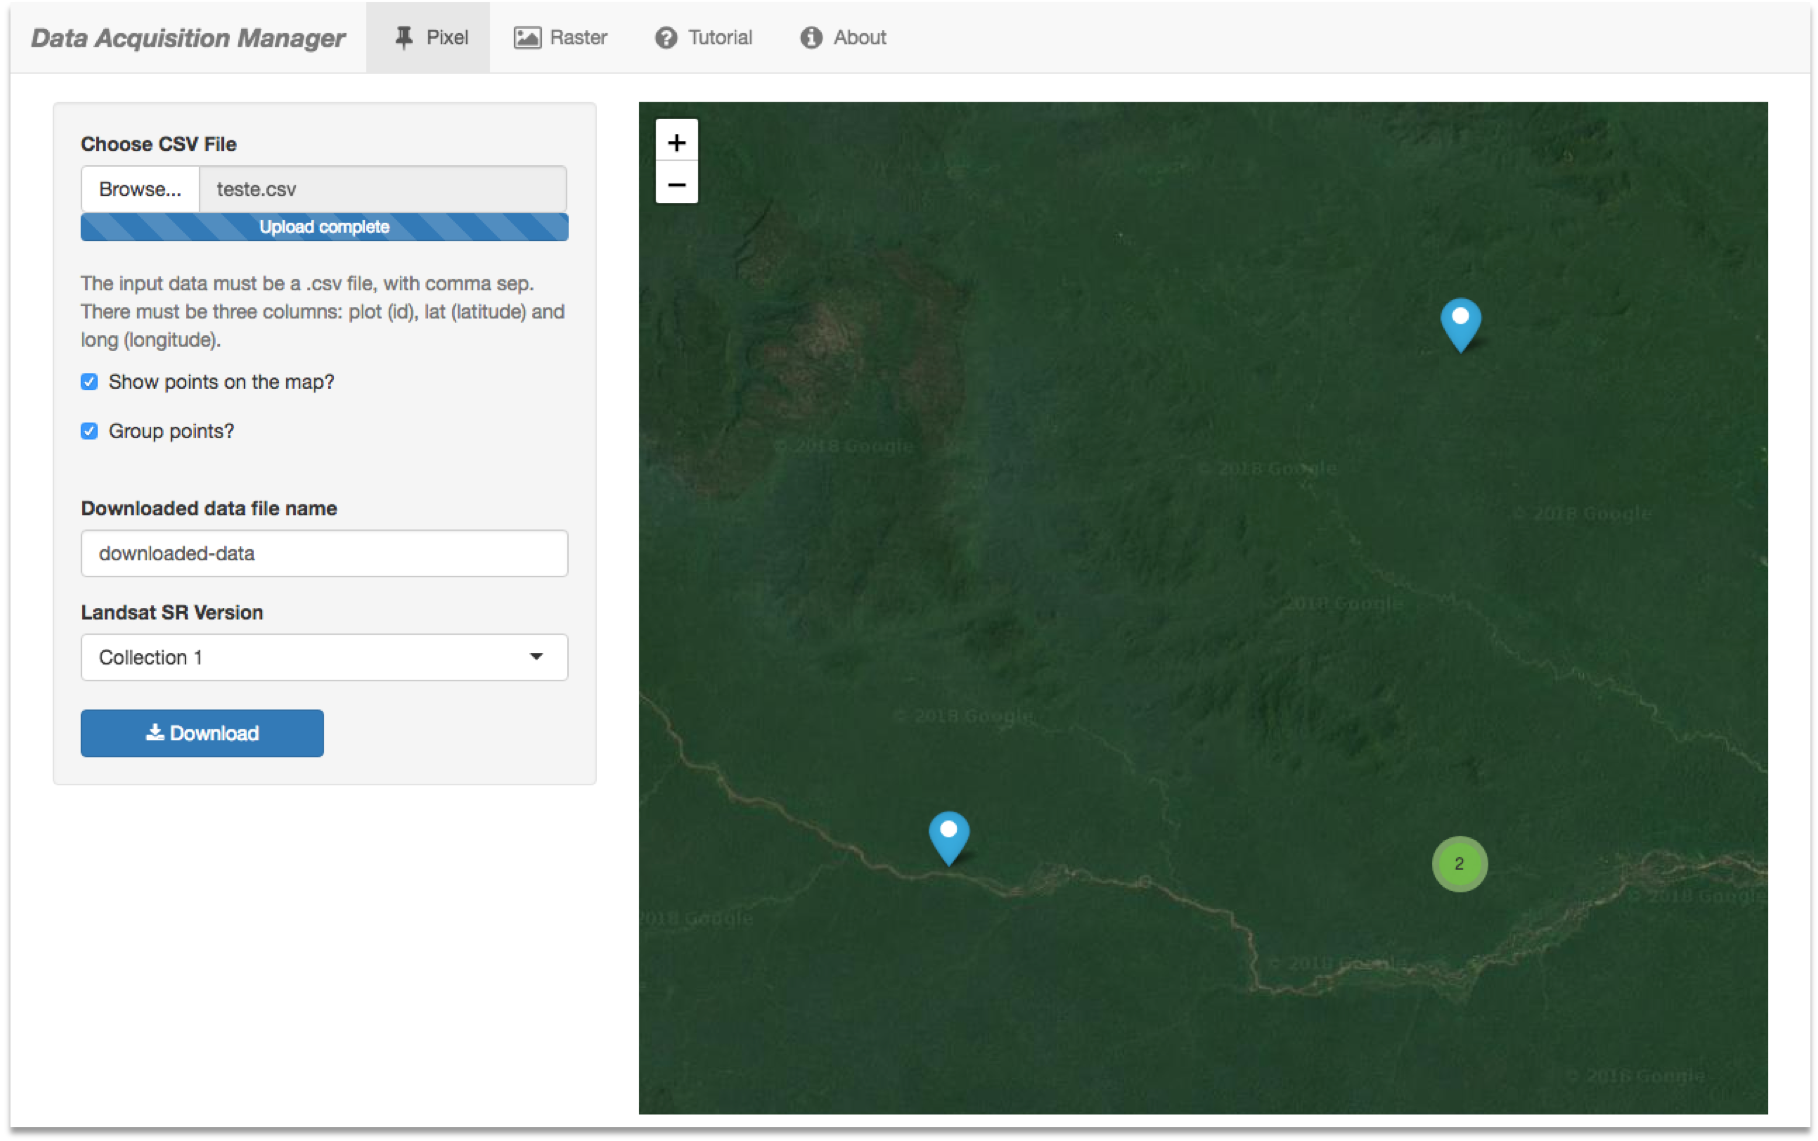 Data Acquisition Manager Pixel Raster Tutorial About
Choose CSV File
Browse... teste.csv
Upload complete
The input data must be a .csv file, with comma sep.
There must be three columns: plot (id), lat (latitude) and
long (longitude).
Show points on the map?
Group points?
Downloaded data file name
downloaded-data
Landsat SR Version
Collection 1
Download
+
−
© 2018 Google
© 2018 Google
© 2018 Google
2018 Google
© 2018 Google
2
© 2018 Google
2018 Google
© 2018 Google
© 2018 Google